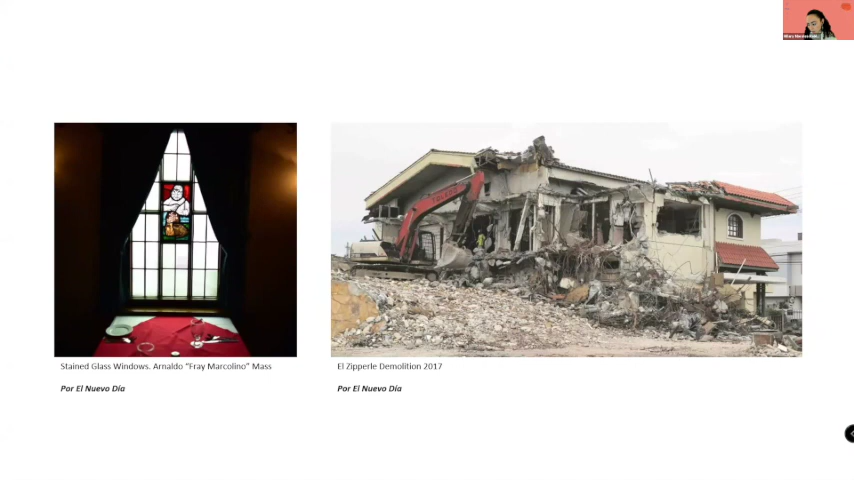 Stained Glass Windows. Arnaldo "Fray Marcolino" Mass
Por El Nuevo Día
El Zipperle Demolition 2017
Por El Nuevo Día